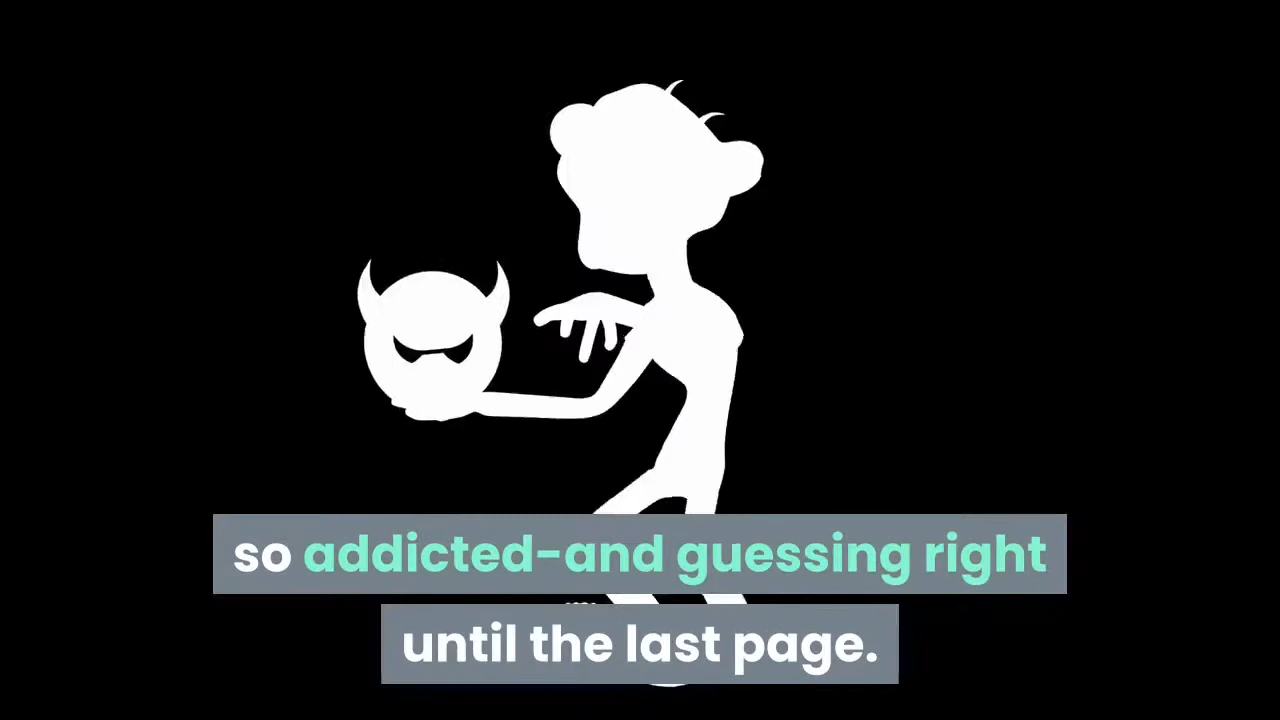 so addicted-and guessing right
until the last page.